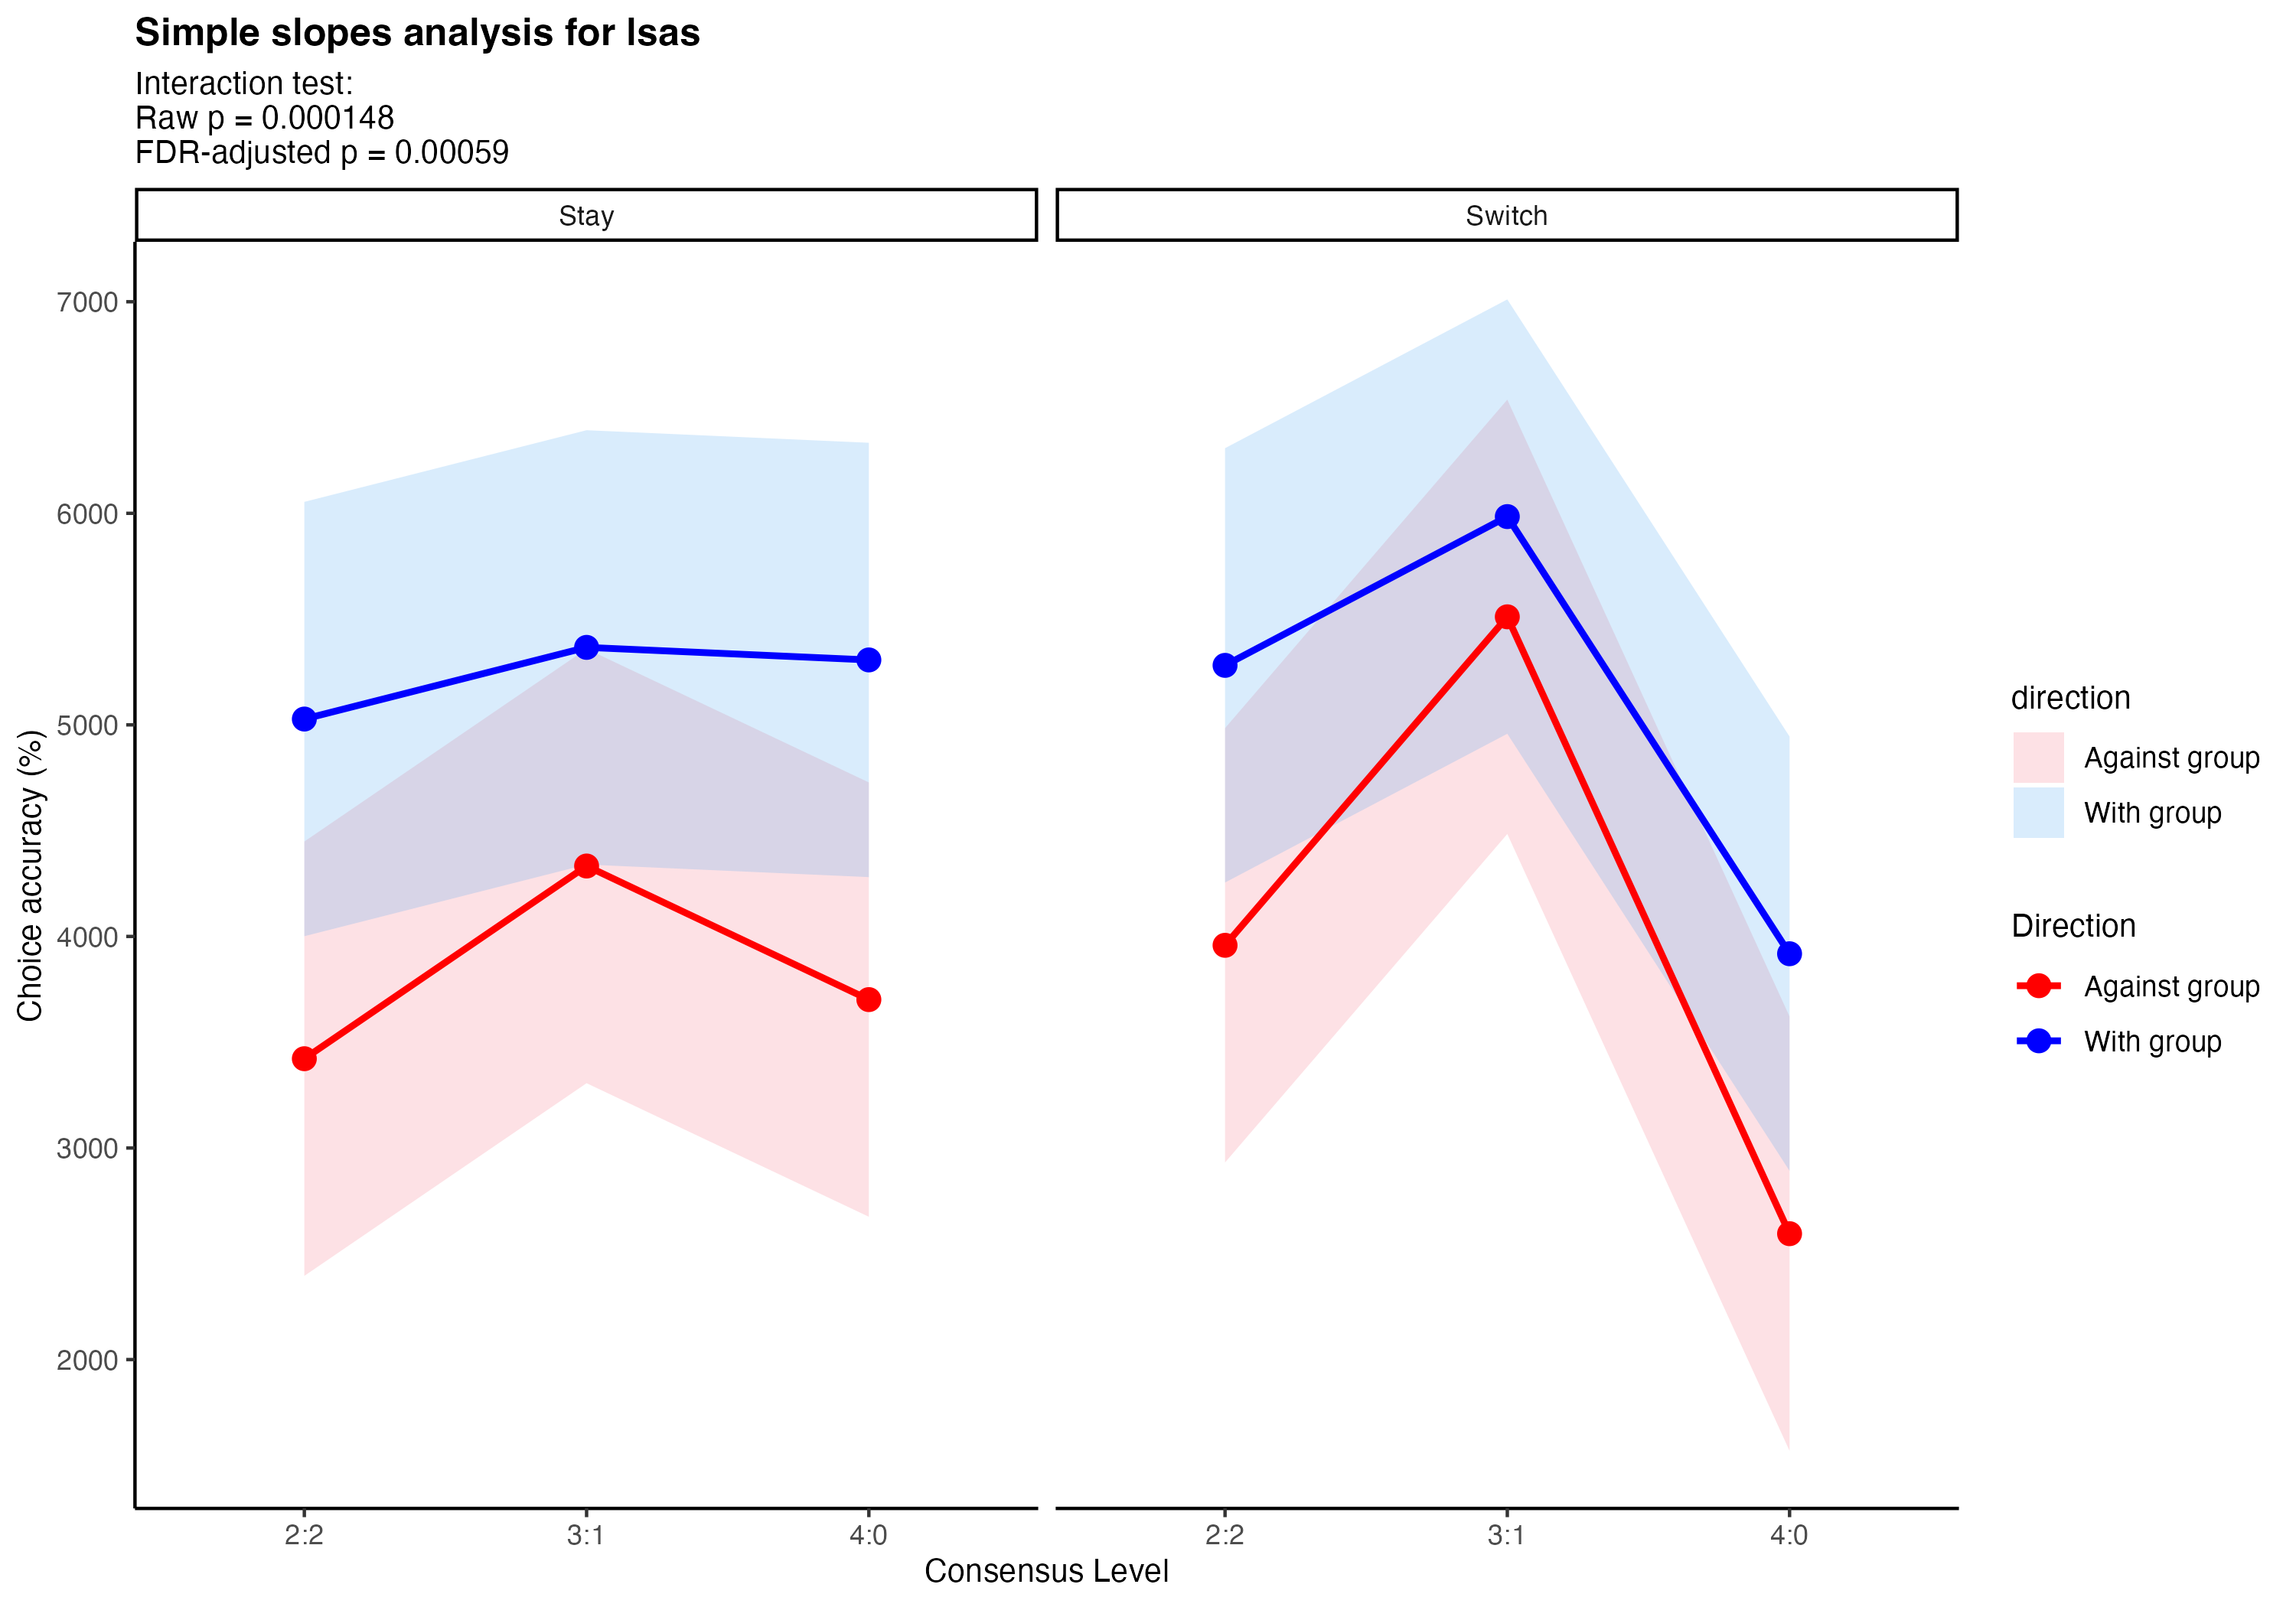 Simple slopes analysis for lsas
Interaction test:
Raw p = 0.000148
FDR-adjusted p = 0.00059
Stay
Switch
7000
6000
5000
4000
3000
2000
Choice accuracy (%)
2:2
3:1
4:0
2:2
3:1
4:0
Consensus Level
direction
Against group
With group
Direction
Against group
With group